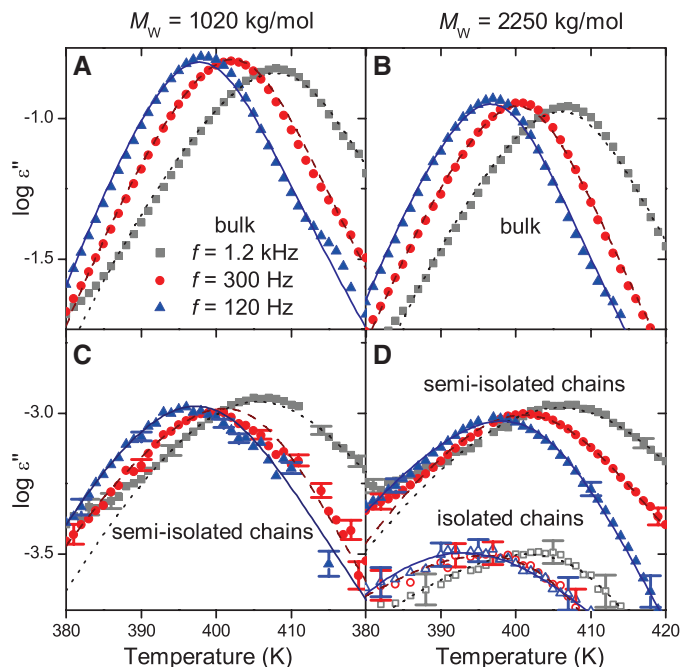 M_W = 1020 kg/mol M_W = 2250 kg/mol
A B
-1.0
-1.5
log ε"
bulk
f = 1.2 kHz
f = 300 Hz
f = 120 Hz
log ε"
bulk
C D
-3.0
-3.5
log ε"
semi-isolated chains
log ε"
semi-isolated chains
isolated chains
380 390 400 410 380 390 400 410 420
Temperature (K) Temperature (K)